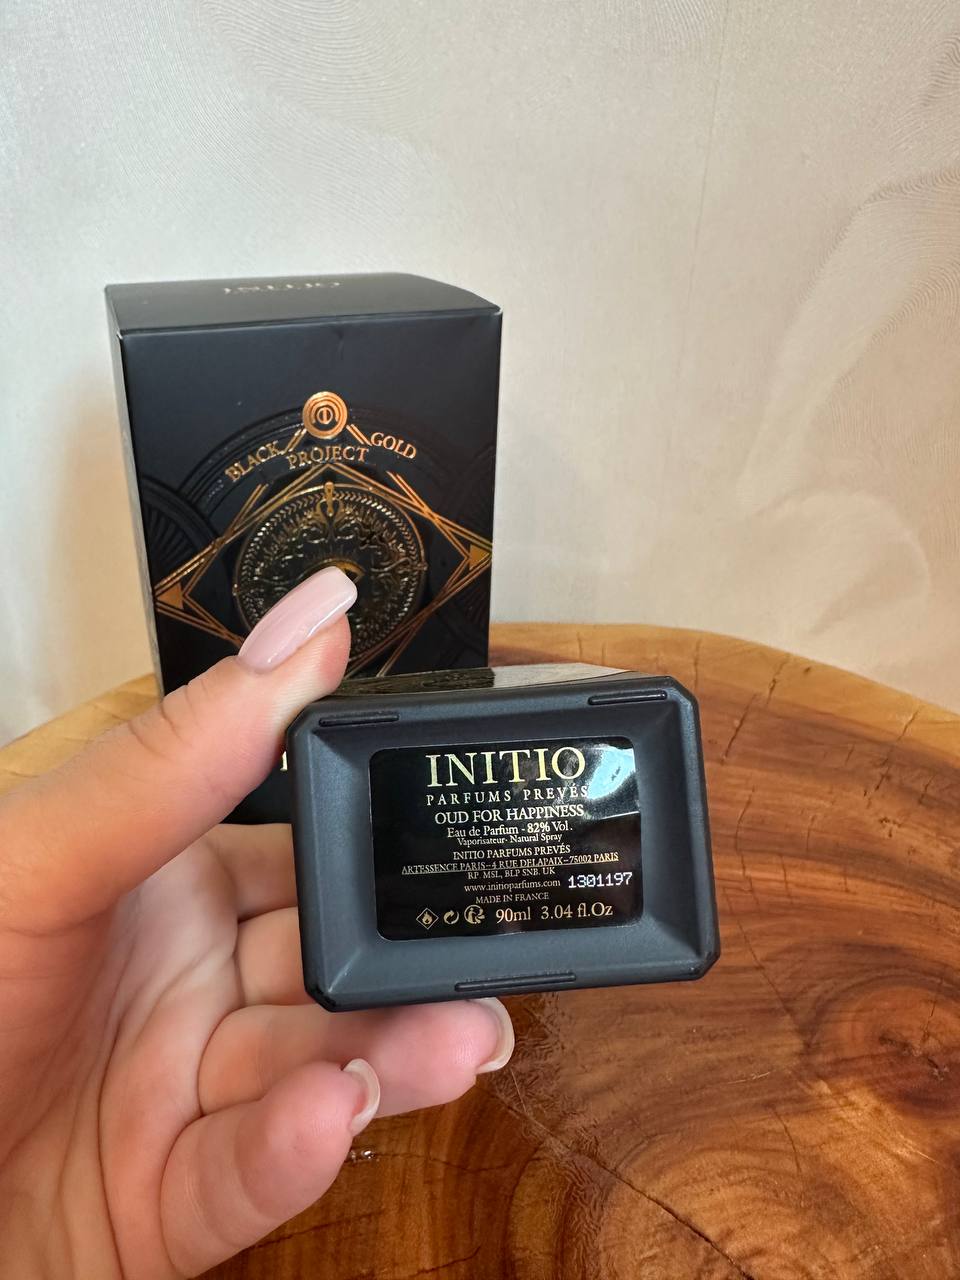 INITIO
BLACK GOLD
PROJECT
INITIO
PARFUMS PREVÉS
OUD FOR HAPPINESS
Eau de Parfum - 82% Vol.
Vaporisateur- Natural Spray
INITIO PARFUMS PREVÉS
ARTESSENCE PARIS-4 RUE DELAPAIX-75002 PARIS
RP. MSL, BLP SNB. UK
www.initioparfums.com 1301197
MADE IN FRANCE
90ml 3.04 fl.Oz